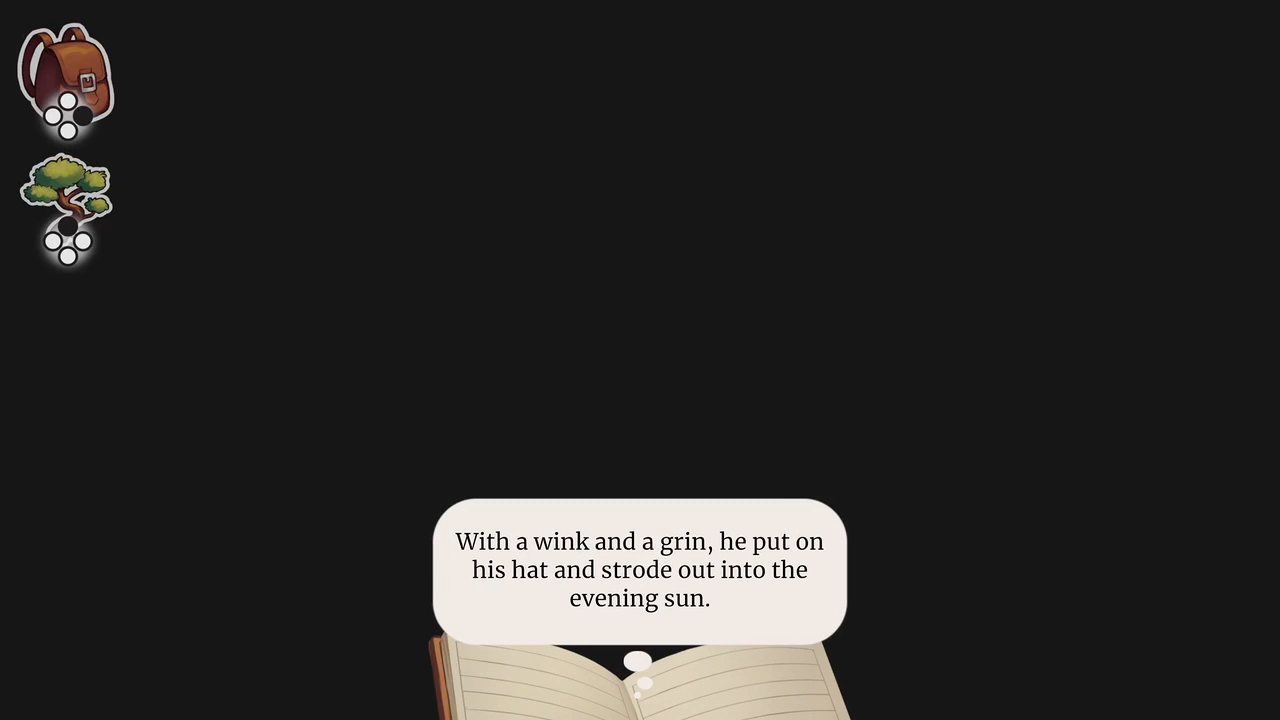 With a wink and a grin, he put on
his hat and strode out into the
evening sun.